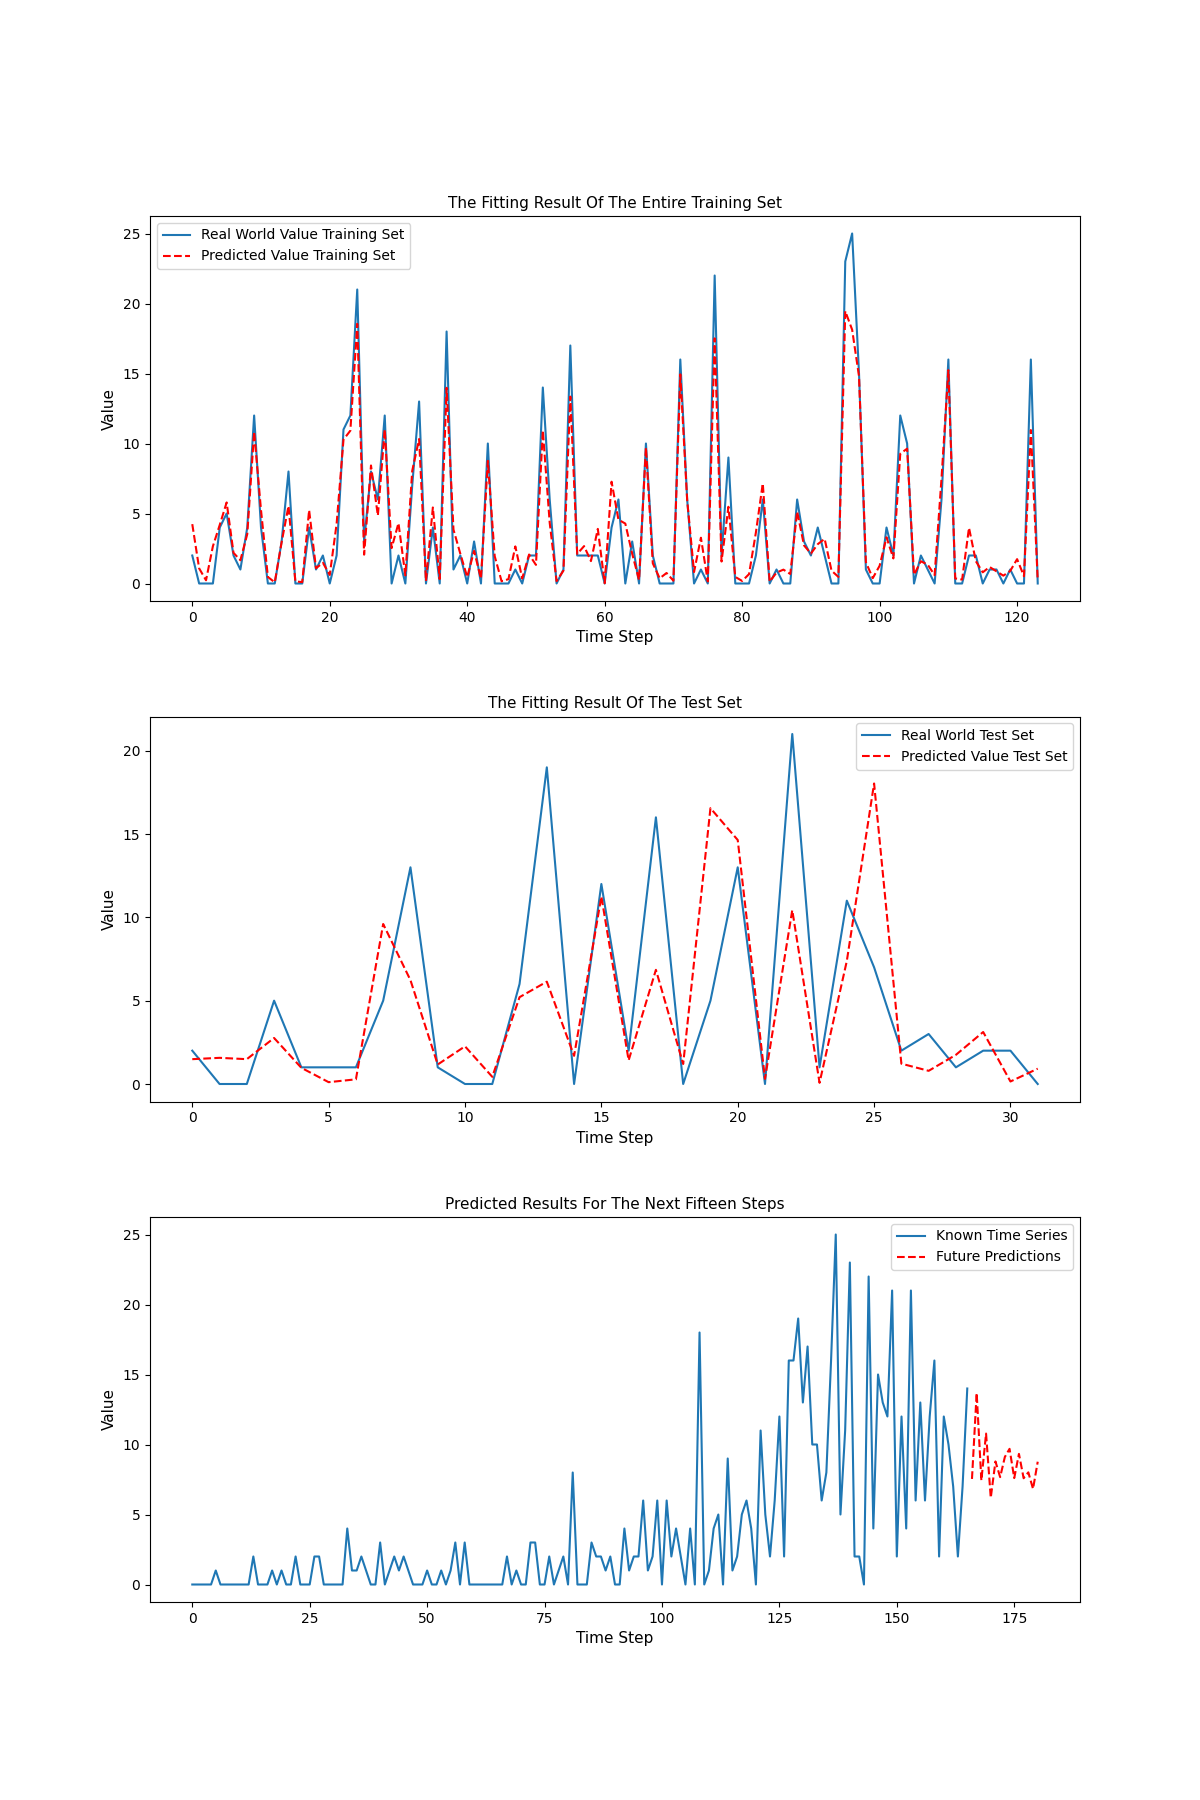 The Fitting Result Of The Entire Training Set
25
20
15
10
5
0
Value
Real World Value Training Set
Predicted Value Training Set
0 20 40 60 80 100 120
Time Step
The Fitting Result Of The Test Set
20
15
10
5
0
Value
Real World Test Set
Predicted Value Test Set
0 5 10 15 20 25 30
Time Step
Predicted Results For The Next Fifteen Steps
25
20
15
10
5
0
Value
Known Time Series
Future Predictions
0 25 50 75 100 125 150 175
Time Step